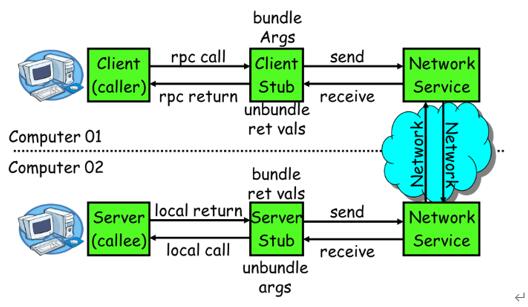 bundle
Args
Client
(caller)
rpc call
rpc return
Client
Stub
send
receive
Network
Service
unbundle
ret vals
Computer 01
Network
Network
Computer 02
bundle
ret vals
Server
(callee)
local return
local call
Server
Stub
send
receive
Network
Service
unbundle
args